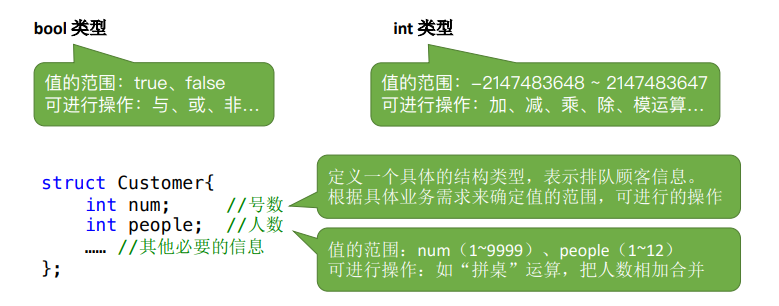 bool 类型
int 类型
值的范围：true、false
可进行操作：与、或、非...
值的范围：-2147483648 ~ 2147483647
可进行操作：加、减、乘、除、模运算...
struct Customer{
int num; //号数
int people; //人数
…… //其他必要的信息
};
定义一个具体的结构类型，表示排队顾客信息。
根据具体业务需求来确定值的范围，可进行的操作
值的范围：num（1~9999）、people（1~12）
可进行操作：如“拼桌”运算，把人数相加合并